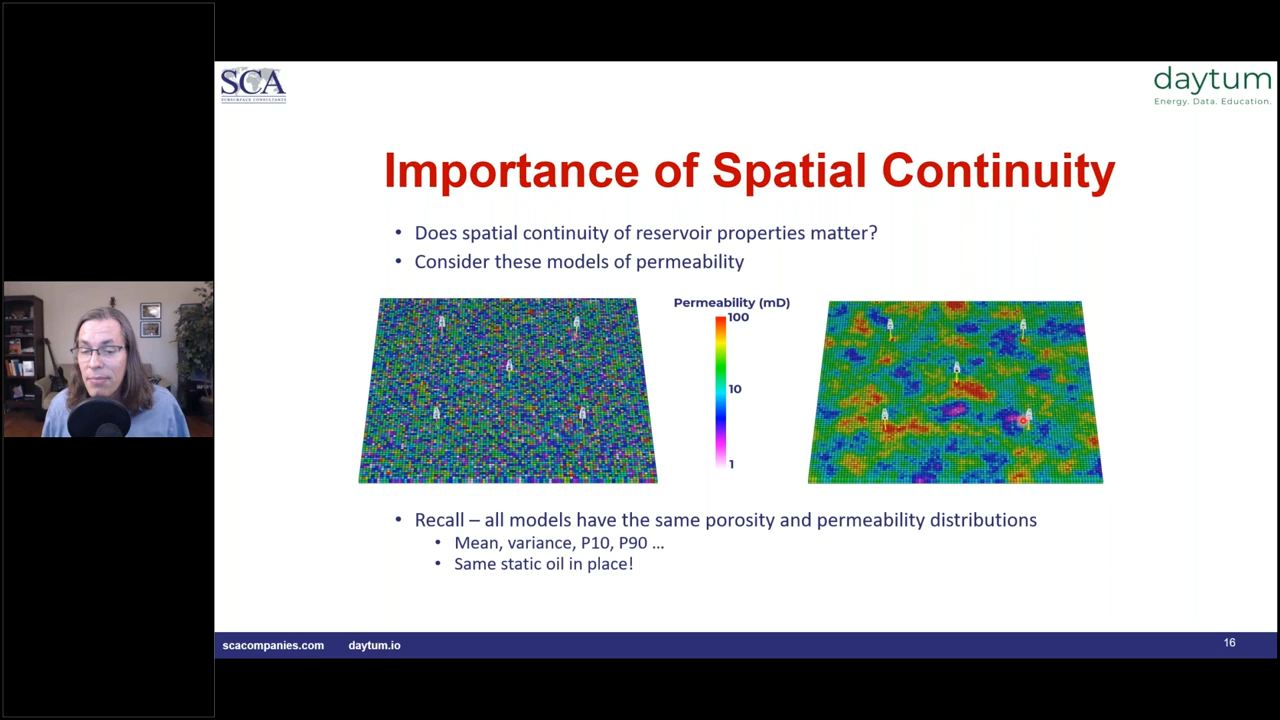 SCA
SUBSURFACE CONSULTANTS
daytum
Energy. Data. Education.
Importance of Spatial Continuity
• Does spatial continuity of reservoir properties matter?
• Consider these models of permeability
Permeability (mD)
100
10
1
• Recall – all models have the same porosity and permeability distributions
• Mean, variance, P10, P90 ...
• Same static oil in place!
scacompanies.com daytum.io
16